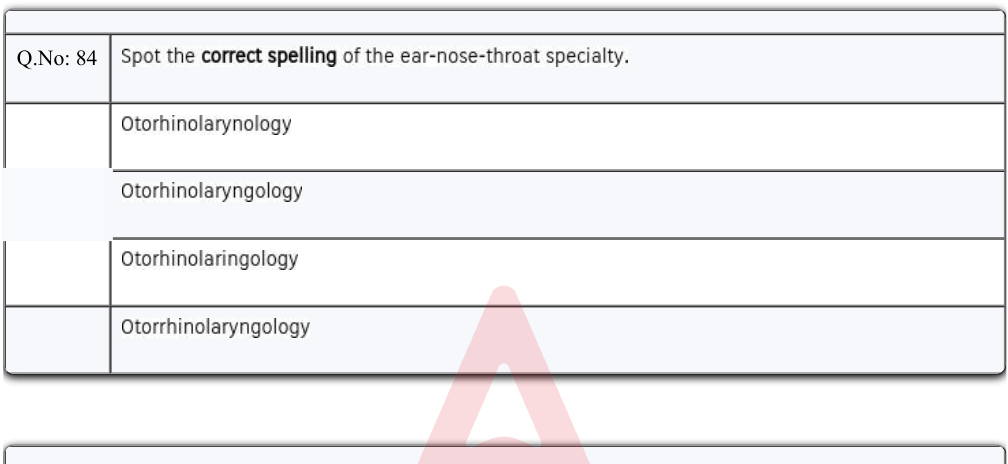 Q.No: 84 Spot the correct spelling of the ear-nose-throat specialty.
Otorhinolarynology
Otorhinolaryngology
Otorhinolaringology
Otorrhinolaryngology